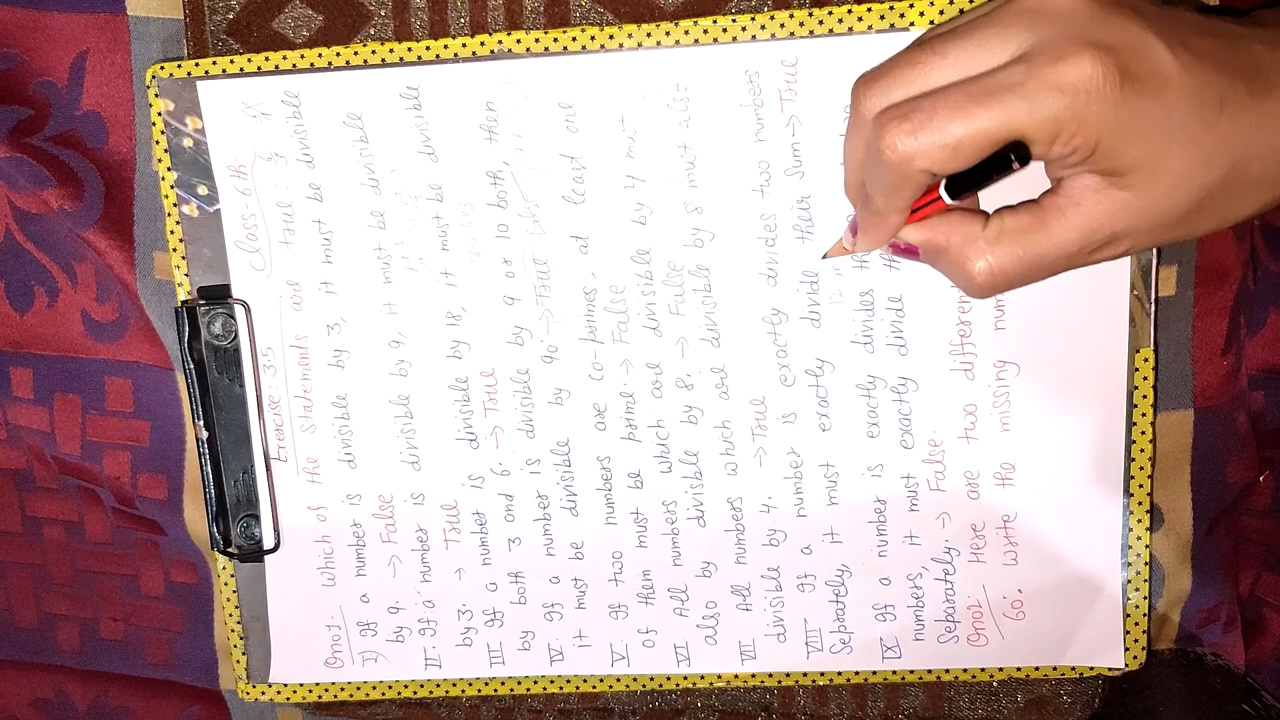 Class-6th
Exercise: 3.5
Qno1. Which of the statements are true:
I) If a number is divisible by 3, it must be divisible
by 9. → False
II. If a number is divisible by 9, it must be divisible
by 3. → True
III If a number is divisible by 18, it must be divisible
by both 3 and 6. → True
IV. If a number is divisible by 9 or 10 both, then
it must be divisible by 90 → True
V. If two numbers are co-primes, at least one
of them must be prime. → False
VI All numbers which are divisible by 4 must
also by divisible by 8. → False
VII All numbers which are divisible by 8 must also
divisible by 4. → True
VIII If a number is exactly divides two numbers
Seprately, it must exactly divide their Sum → True
IX If a number is exactly divides
numbers, it must exactly divide
Separately. → False.
Qno2. Here are two different
60. Write the missing